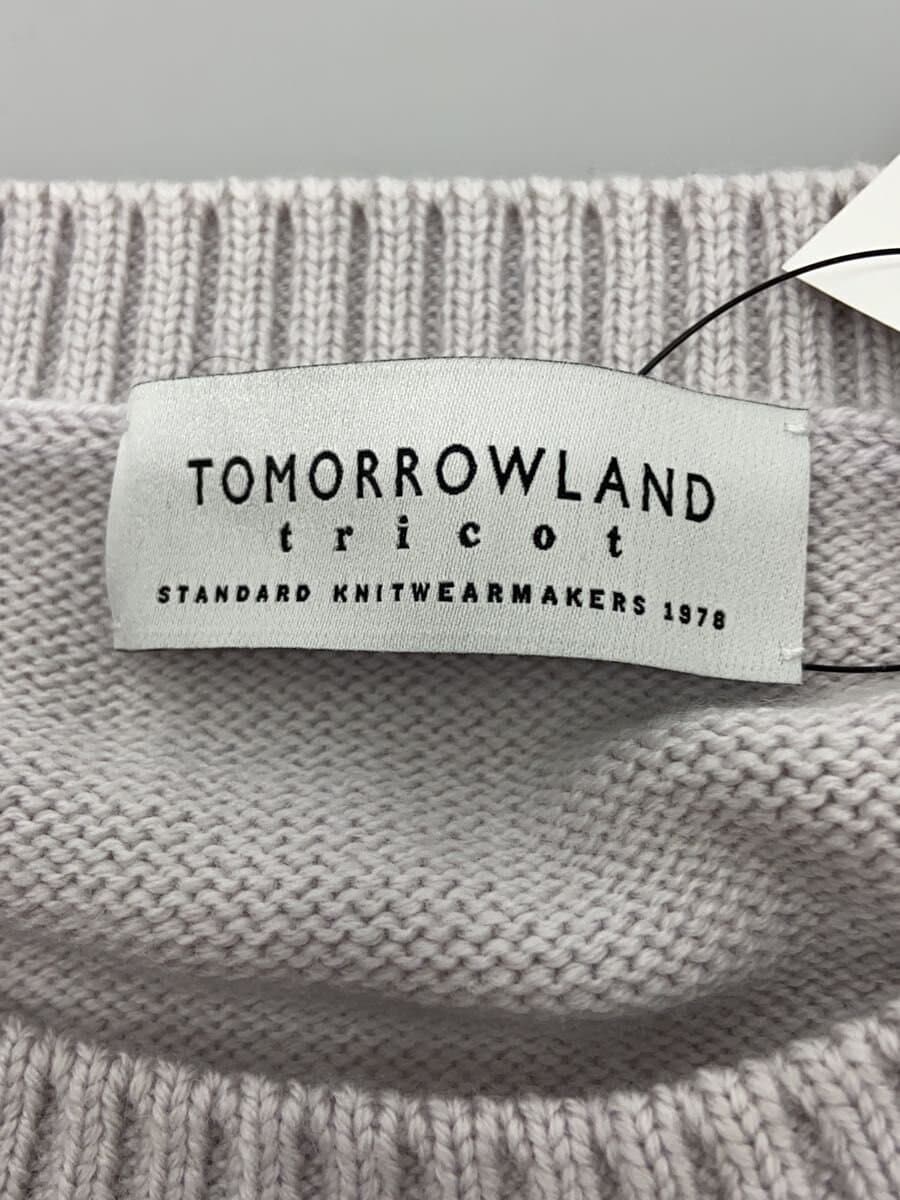 TOMORROWLAND
tricot
STANDARD KNITWEARMAKERS 1978